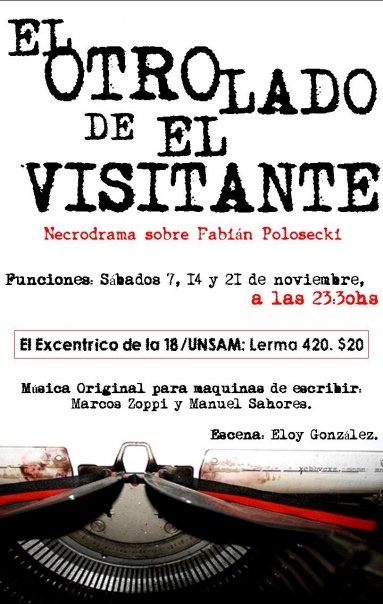 EL
OTRO LADO
DE EL
VISITANTE
Necrodrama sobre Fabián Polosecki
Funciones: Sábados 7, 14 y 21 de noviembre,
a las 23:30hs
El Excentrico de la 18/UNSAM: Lerma 420. $20
Música Original para maquinas de escribir:
Marcos Zoppi y Manuel Sahores.
Escena: Eloy González.